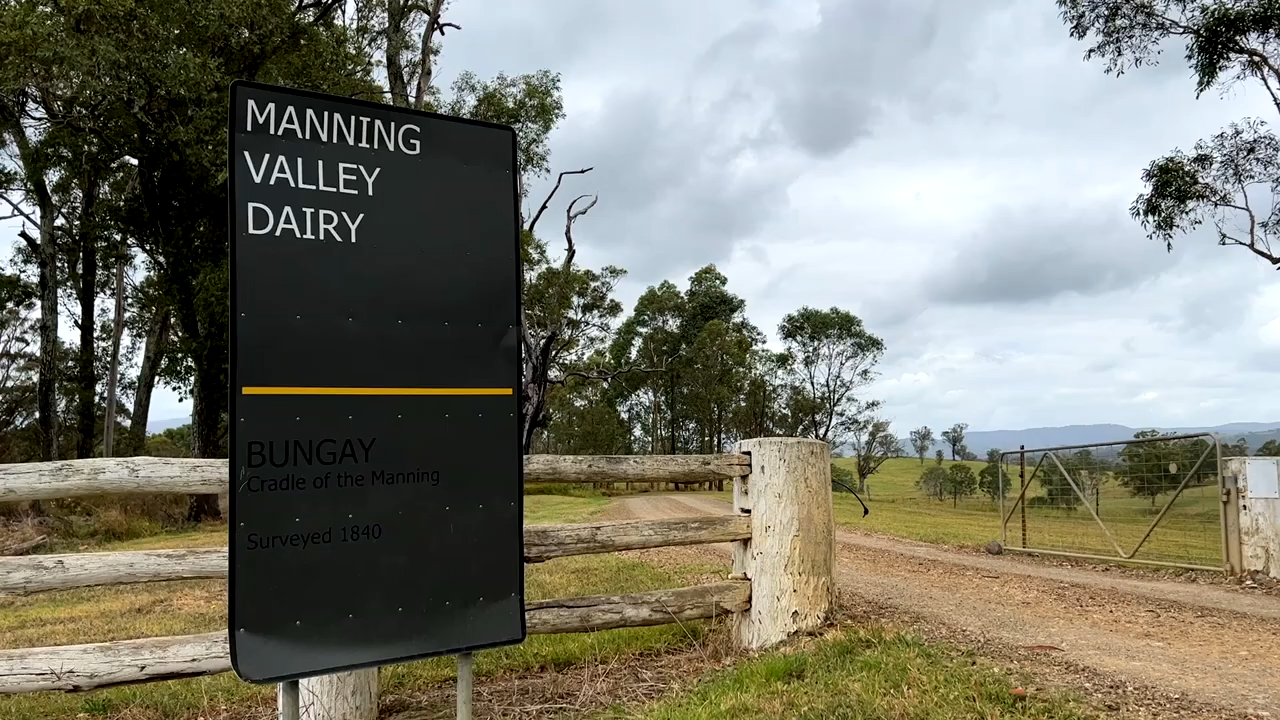 MANNING
VALLEY
DAIRY
BUNGAY
Cradle of the Manning
Surveyed 1840